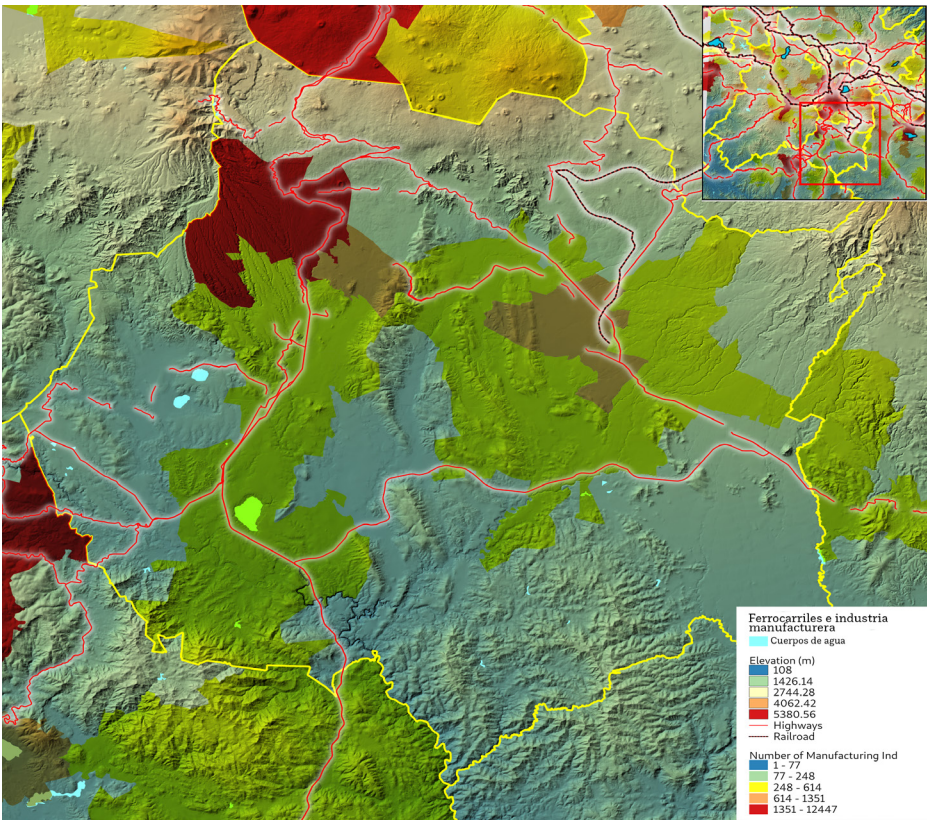 Ferrocarriles e industria
manufacturera
Cuerpos de agua
Elevation (m)
108
1426.14
2744.28
4062.42
5380.56
Highways
Railroad
Number of Manufacturing Ind
1 - 77
77 - 248
248 - 614
614 - 1351
1351 - 12447